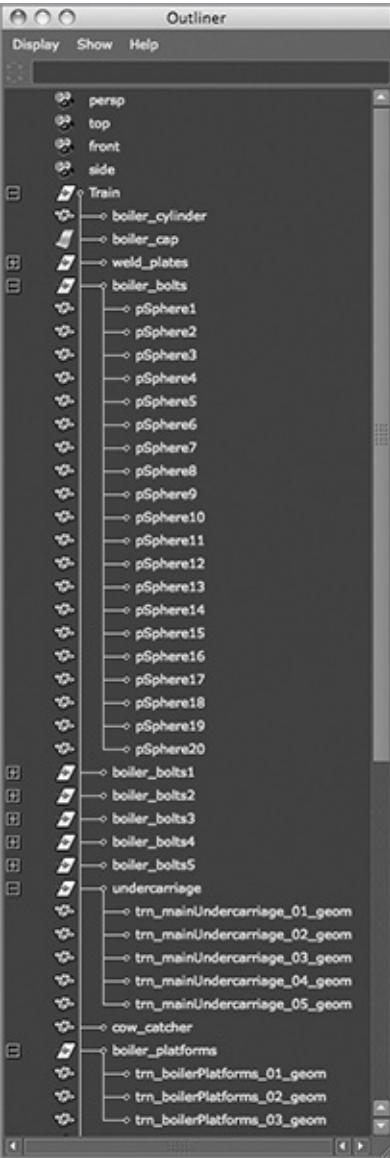 Outliner
Display Show Help
persp
top
front
side
Train
boiler_cylinder
boiler_cap
weld_plates
boiler_bolts
pSphere1
pSphere2
pSphere3
pSphere4
pSphere5
pSphere6
pSphere7
pSphere8
pSphere9
pSphere10
pSphere11
pSphere12
pSphere13
pSphere14
pSphere15
pSphere16
pSphere17
pSphere18
pSphere19
pSphere20
boiler_bolts1
boiler_bolts2
boiler_bolts3
boiler_bolts4
boiler_bolts5
undercarriage
trn_mainUndercarriage_01_geom
trn_mainUndercarriage_02_geom
trn_mainUndercarriage_03_geom
trn_mainUndercarriage_04_geom
trn_mainUndercarriage_05_geom
cow_catcher
boiler_platforms
trn_boilerPlatforms_01_geom
trn_boilerPlatforms_02_geom
trn_boilerPlatforms_03_geom